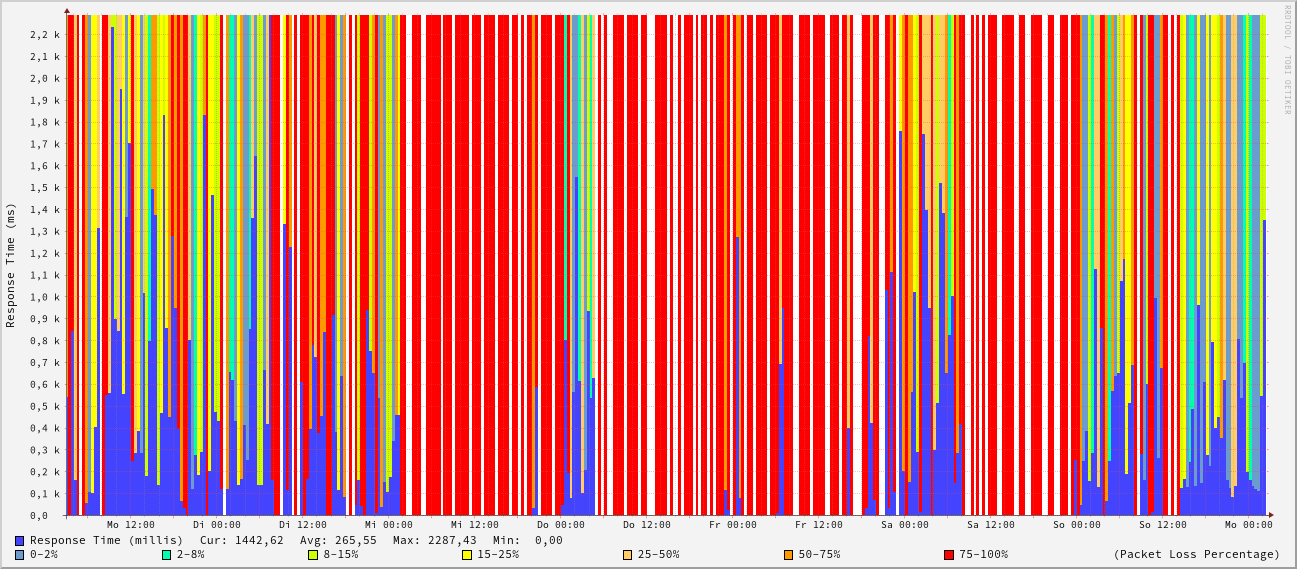 RRDTOOL / TOBI OETIKER
Response Time (ms)
2,2 k
2,1 k
2,0 k
1,9 k
1,8 k
1,7 k
1,6 k
1,5 k
1,4 k
1,3 k
1,2 k
1,1 k
1,0 k
0,9 k
0,8 k
0,7 k
0,6 k
0,5 k
0,4 k
0,3 k
0,2 k
0,1 k
0,0
Mo 12:00 Di 00:00 Di 12:00 Mi 00:00 Mi 12:00 Do 00:00 Do 12:00 Fr 00:00 Fr 12:00 Sa 00:00 Sa 12:00 So 00:00 So 12:00 Mo 00:00
Response Time (millis) Cur: 1442,62 Avg: 265,55 Max: 2287,43 Min: 0,00
0-2% 2-8% 8-15% 15-25% 25-50% 50-75% 75-100% (Packet Loss Percentage)